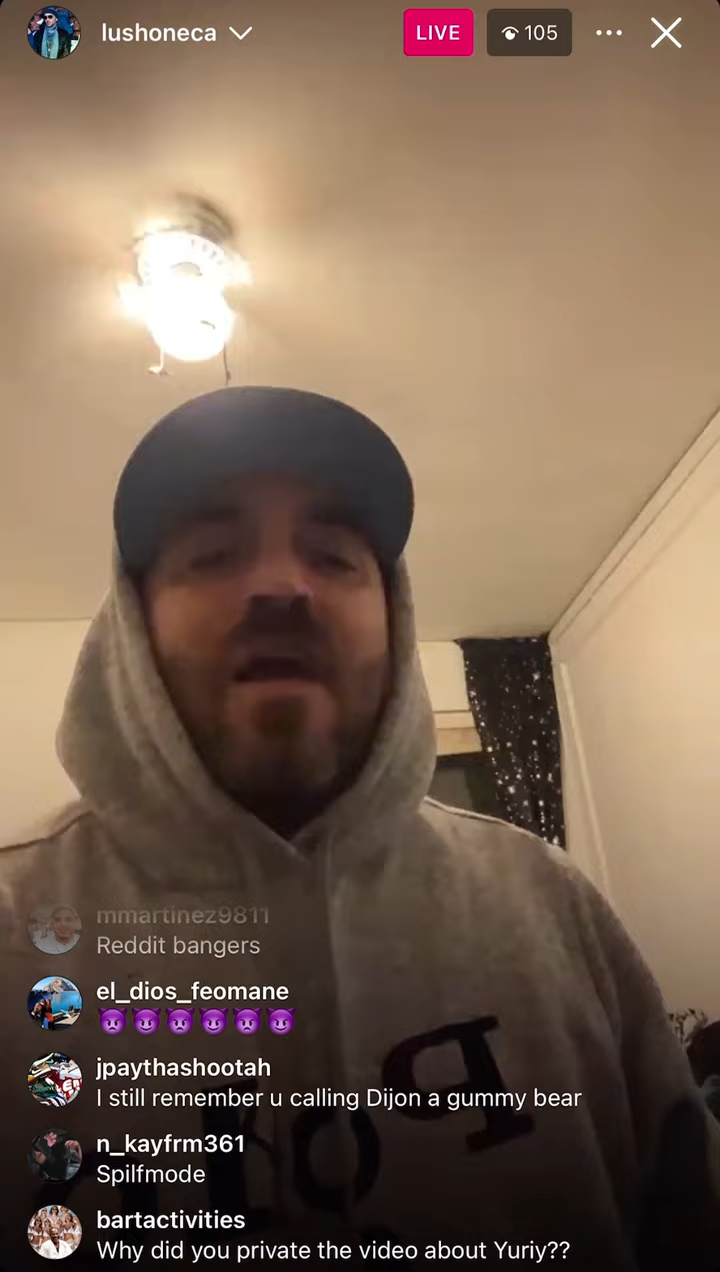 lushoneca
LIVE
105
mmartinez9811
Reddit bangers
el_dios_feomane
👿😈👿😈👿😈
jpaythashootah
I still remember u calling Dijon a gummy bear
n_kayfrm361
Spilfmode
bartactivities
Why did you private the video about Yuriy??